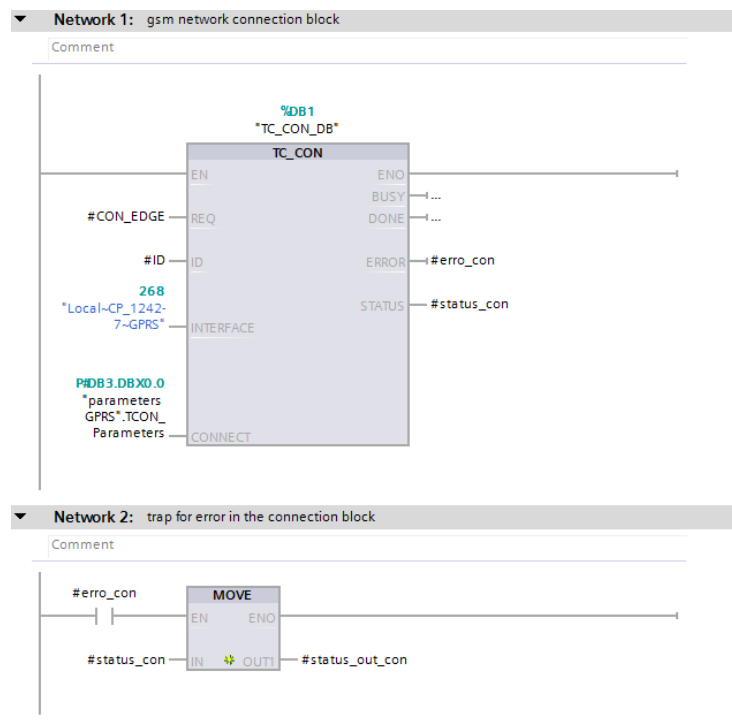 Network 1: gsm network connection block
Comment
%DB1
"TC_CON_DB"
TC_CON
EN ENO
BUSY ...
#CON_EDGE REQ DONE ...
#ID ID ERROR #erro_con
268
"Local~CP_1242-
7~GPRS" INTERFACE
STATUS #status_con
P#DB3.DBX0.0
"parameters
GPRS".TCON_
Parameters CONNECT
Network 2: trap for error in the connection block
Comment
#erro_con MOVE
EN ENO
#status_con IN OUT1 #status_out_con